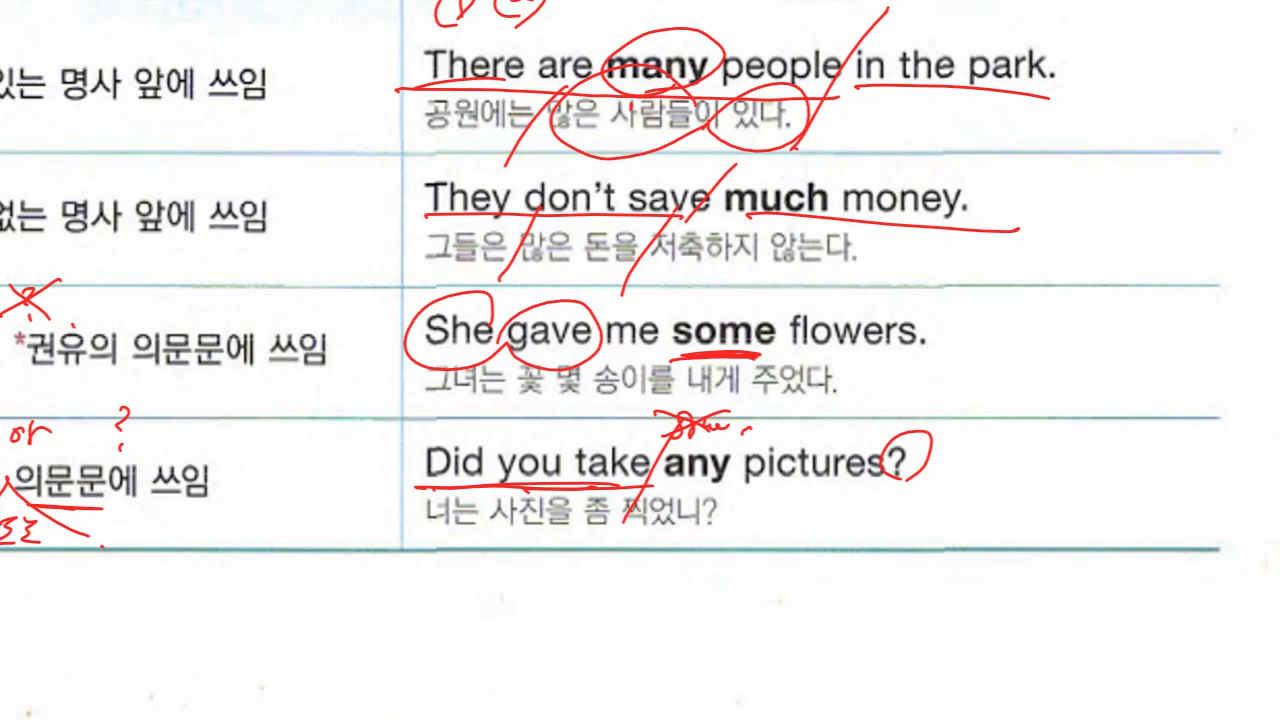 있는 명사 앞에 쓰임
There are many people in the park.
공원에는 많은 사람들이 있다.
없는 명사 앞에 쓰임
They don't save much money.
그들은 많은 돈을 저축하지 않는다.
?
*권유의 의문문에 쓰임
She gave me some flowers.
그녀는 꽃 몇 송이를 내게 주었다.
or ?
의문문에 쓰임
Did you take any pictures?
너는 사진을 좀 찍었니?